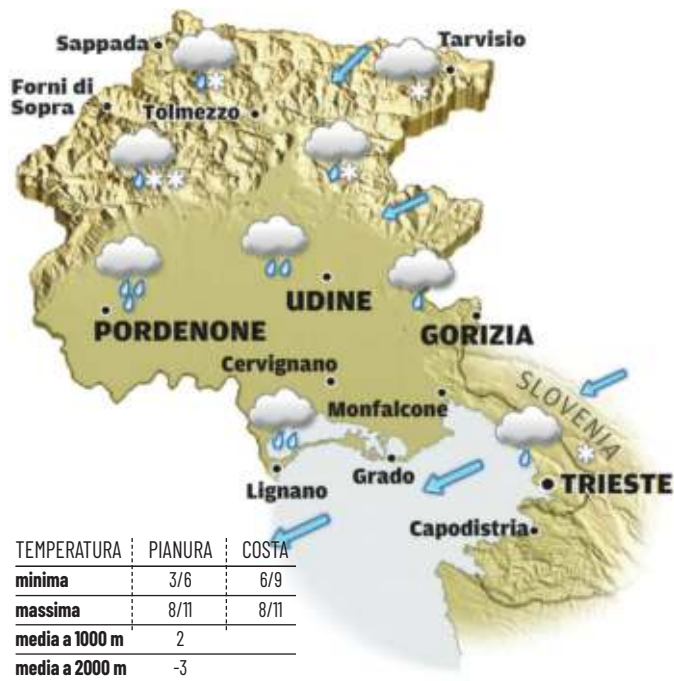 Sappada
Tarvisio
Forni di
Sopra
Tolmezzo
UDINE
PORDENONE
GORIZIA
Cervignano
SLOVENIA
Monfalcone
Grado
TRIESTE
Lignano
Capodistria
TEMPERATURA PIANURA COSTA
minima 3/6 6/9
massima 8/11 8/11
media a 1000 m 2
media a 2000 m -3